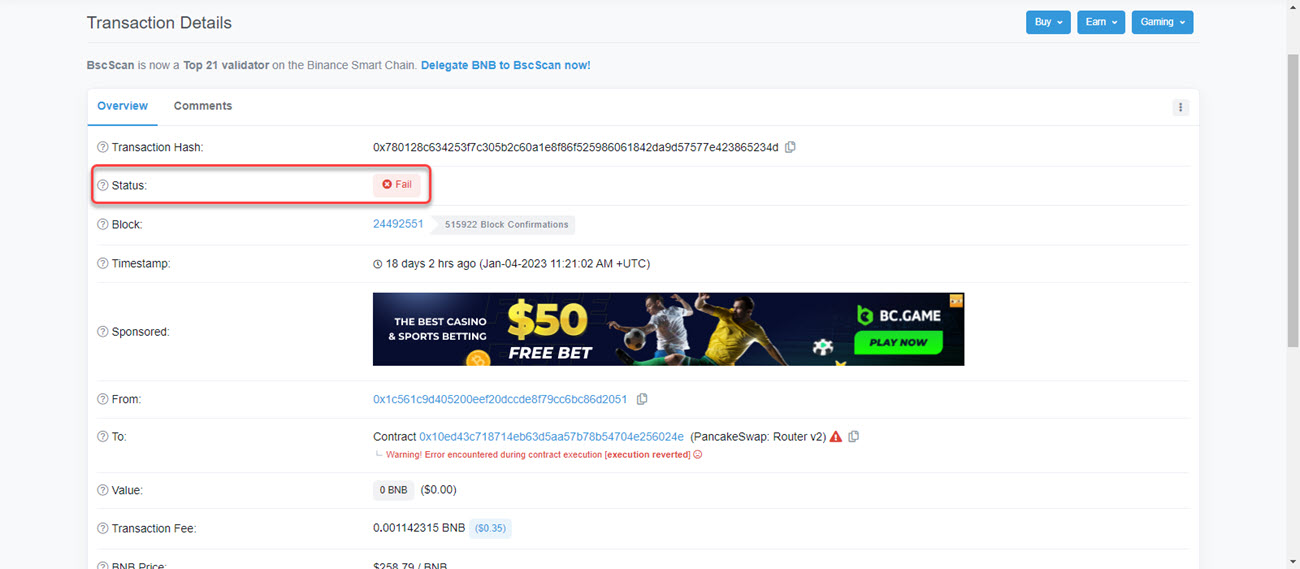 Transaction Details
Buy Earn Gaming
BscScan is now a Top 21 validator on the Binance Smart Chain. Delegate BNB to BscScan now!
Overview Comments
Transaction Hash: 0x780128c634253f7c305b2c60a1e8f86f525986061842da9d57577e423865234d
Status: Fail
Block: 24492551 515922 Block Confirmations
Timestamp: 18 days 2 hrs ago (Jan-04-2023 11:21:02 AM +UTC)
Sponsored:
THE BEST CASINO
& SPORTS BETTING
$50
FREE BET
BC.GAME
PLAY NOW
From: 0x1c561c9d405200eef20dccde8f79cc6bc86d2051
To: Contract 0x10ed43c718714eb63d5aa57b78b54704e256024e (PancakeSwap: Router v2)
Warning! Error encountered during contract execution [execution reverted]
Value: 0 BNB ($0.00)
Transaction Fee: 0.001142315 BNB ($0.35)
BNB Price: $258.79 / BNB